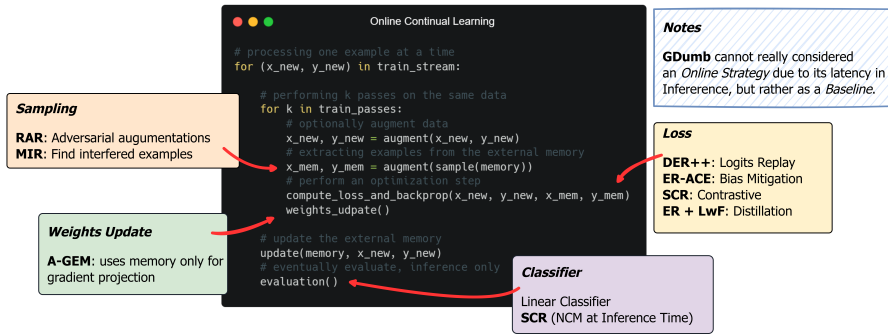 Online Continual Learning
# processing one example at a time
for (x_new, y_new) in train_stream:
# performing k passes on the same data
for k in train_passes:
# optionally augment data
x_new, y_new = augment(x_new, y_new)
# extracting examples from the external memory
x_mem, y_mem = augment(sample(memory))
# perform an optimization step
compute_loss_and_backprop(x_new, y_new, x_mem, y_mem)
weights_udpate()
# update the external memory
update(memory, x_new, y_new)
# eventually evaluate, inference only
evaluation()
Sampling
RAR: Adversarial augumentations
MIR: Find interfered examples
Weights Update
A-GEM: uses memory only for
gradient projection
Notes
GDumb cannot really considered
an Online Strategy due to its latency in
Infererence, but rather as a Baseline.
Loss
DER++: Logits Replay
ER-ACE: Bias Mitigation
SCR: Contrastive
ER + LwF: Distillation
Classifier
Linear Classifier
SCR (NCM at Inference Time)